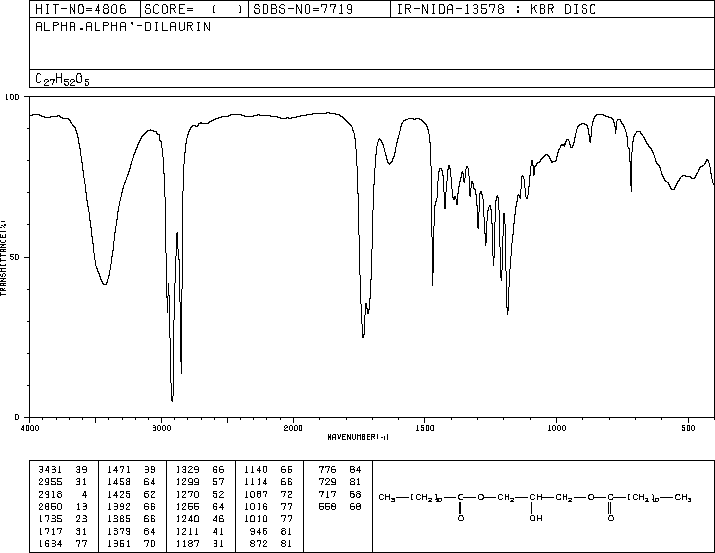 HIT-NO=4806 SCORE= ( ) SDBS-NO=7719 IR-NIDA-13578 : KBR DISC
ALPHA,ALPHA'-DILAURIN
C27H52O5
100
50
0
TRANSMITTANCE(%)
4000 3000 2000 1500 1000 500
WAVENUMBER(-1)
3431 39 1471 39 1329 66 1140 66 776 84
2955 31 1458 64 1299 57 1114 66 729 81
2918 4 1425 62 1270 52 1087 72 717 68
2850 13 1392 66 1255 64 1016 77 558 68
1735 23 1385 66 1240 46 1010 77
1717 31 1379 64 1211 41 946 81
1634 77 1351 70 1187 31 872 81
CH3—(CH2)10—C—O—CH2—CH—CH2—O—C—(CH2)10—CH3
O OH O